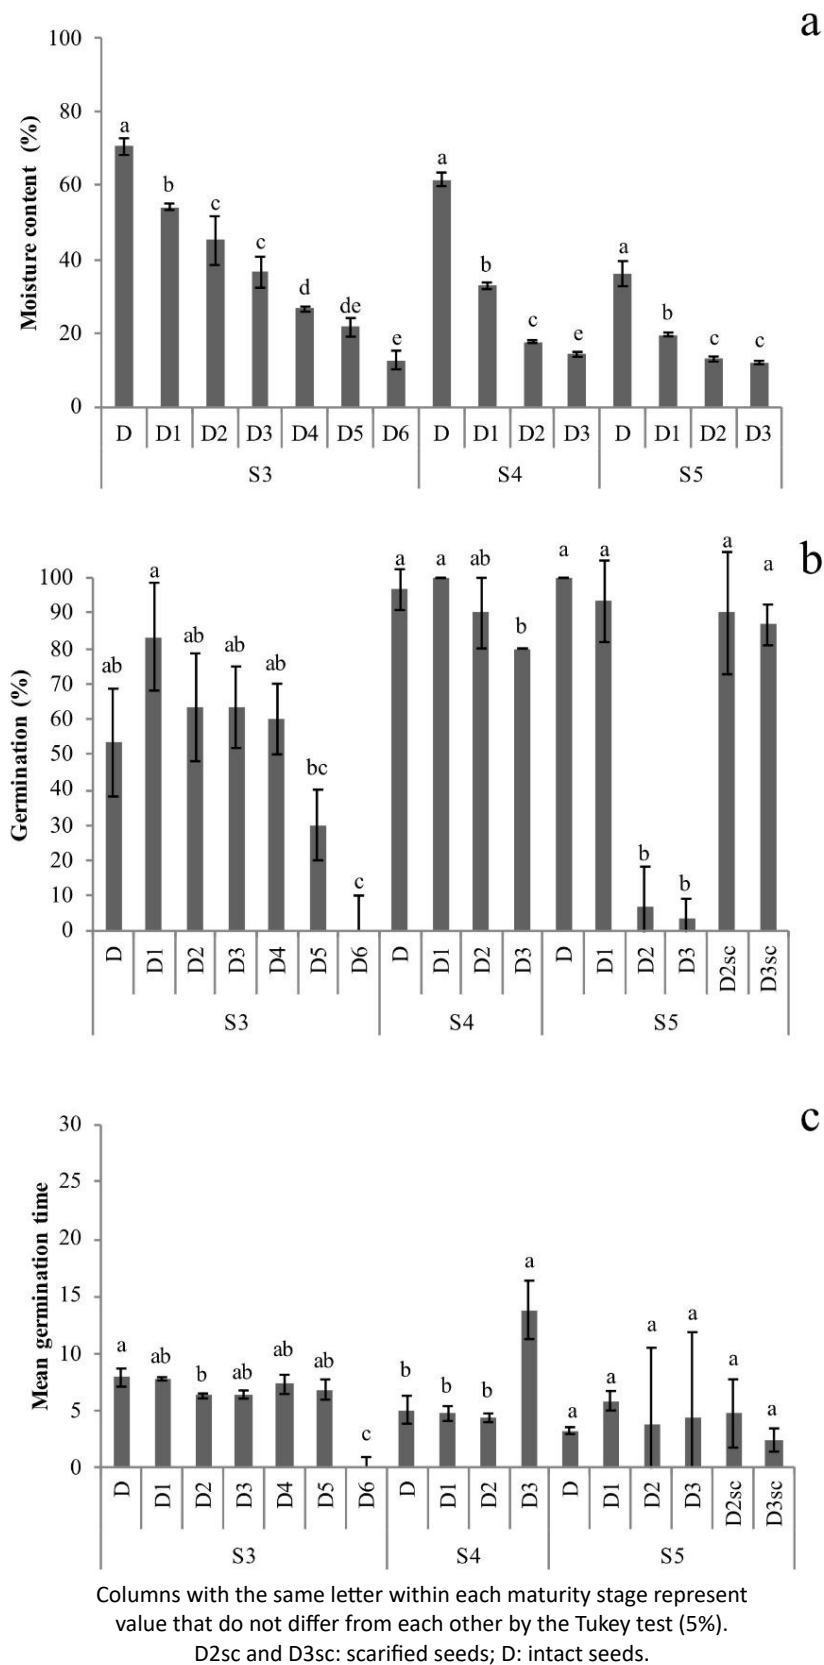 a
100
80
60
40
20
0
Moisture content (%)
a b c c d de e a b c e a b c c
D D1 D2 D3 D4 D5 D6 D D1 D2 D3 D D1 D2 D3
S3 S4 S5
b
100
90
80
70
60
50
40
30
20
10
0
Germination (%)
ab a ab ab ab bc c a a ab b a a b b a a
D D1 D2 D3 D4 D5 D6 D D1 D2 D3 D D1 D2 D3 D2sc D3sc
S3 S4 S5
c
30
25
20
15
10
5
0
Mean germination time
a ab b ab ab ab c b b b a a a a a a a
D D1 D2 D3 D4 D5 D6 D D1 D2 D3 D D1 D2 D3 D2sc D3sc
S3 S4 S5
Columns with the same letter within each maturity stage represent
value that do not differ from each other by the Tukey test (5%).
D2sc and D3sc: scarified seeds; D: intact seeds.